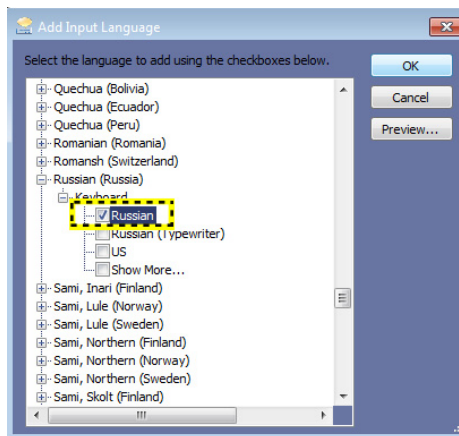 Add Input Language
Select the language to add using the checkboxes below.
OK
Cancel
Preview...
Quechua (Bolivia)
Quechua (Ecuador)
Quechua (Peru)
Romanian (Romania)
Romansh (Switzerland)
Russian (Russia)
Keyboard
Russian
Russian (Typewriter)
US
Show More...
Sami, Inari (Finland)
Sami, Lule (Norway)
Sami, Lule (Sweden)
Sami, Northern (Finland)
Sami, Northern (Norway)
Sami, Northern (Sweden)
Sami, Skolt (Finland)